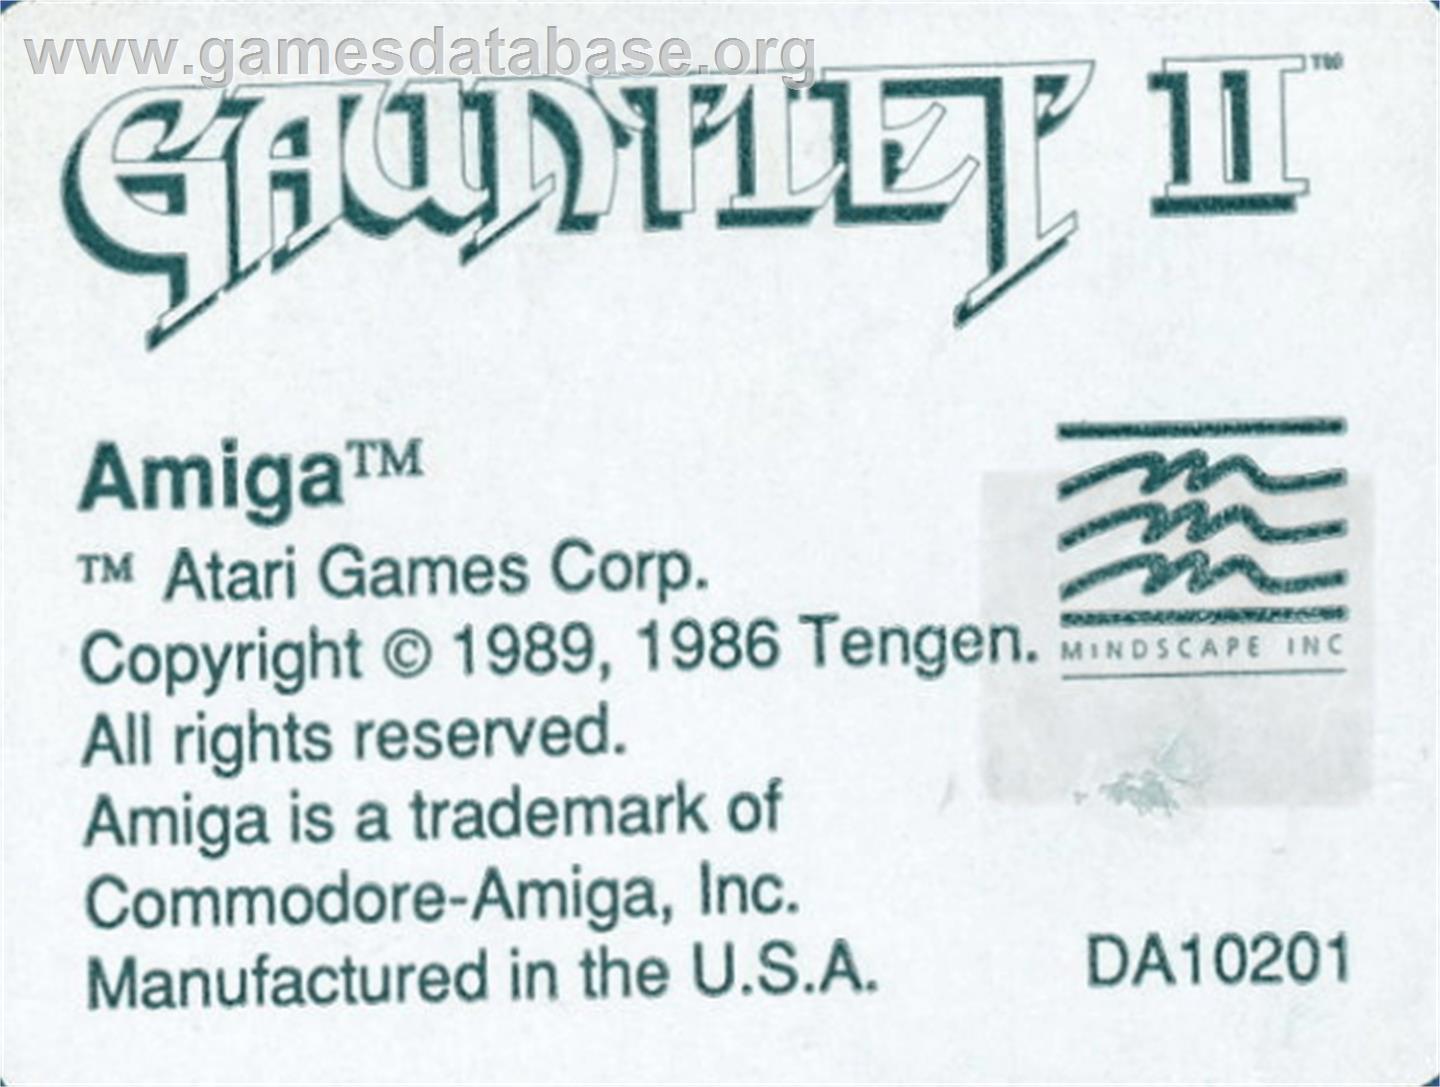 www.gamesdatabase.org
GAUNTLET II™
Amiga™
™ Atari Games Corp.
Copyright © 1989, 1986 Tengen.
All rights reserved.
Amiga is a trademark of
Commodore-Amiga, Inc.
Manufactured in the U.S.A.
MINDSCAPE INC
DA10201